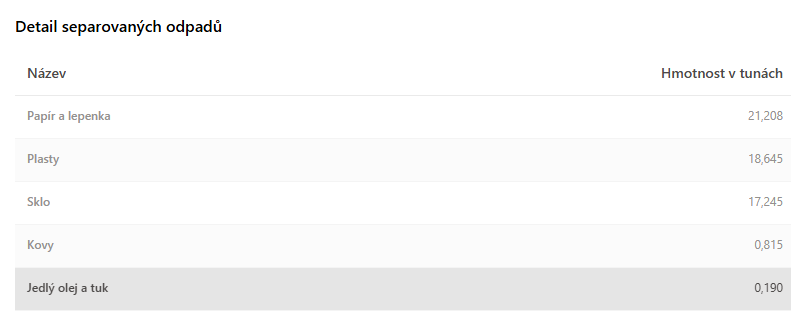 Detail separovaných odpadů
Název Hmotnost v tunách
Papír a lepenka 21,208
Plasty 18,645
Sklo 17,245
Kovy 0,815
Jedlý olej a tuk 0,190